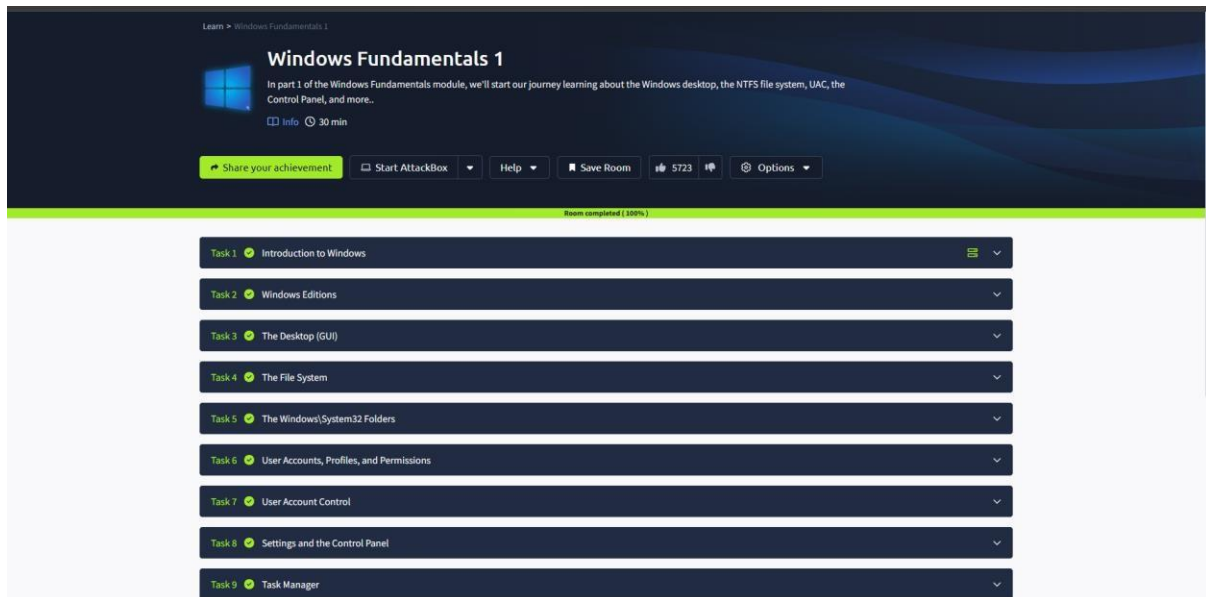 Learn > Windows Fundamentals 1
Windows Fundamentals 1
In part 1 of the Windows Fundamentals module, we'll start our journey learning about the Windows desktop, the NTFS file system, UAC, the
Control Panel, and more..
Info 30 min
Share your achievement Start AttackBox Help Save Room 5723 Options
Room completed ( 100% )
Task 1 Introduction to Windows
Task 2 Windows Editions
Task 3 The Desktop (GUI)
Task 4 The File System
Task 5 The Windows\System32 Folders
Task 6 User Accounts, Profiles, and Permissions
Task 7 User Account Control
Task 8 Settings and the Control Panel
Task 9 Task Manager